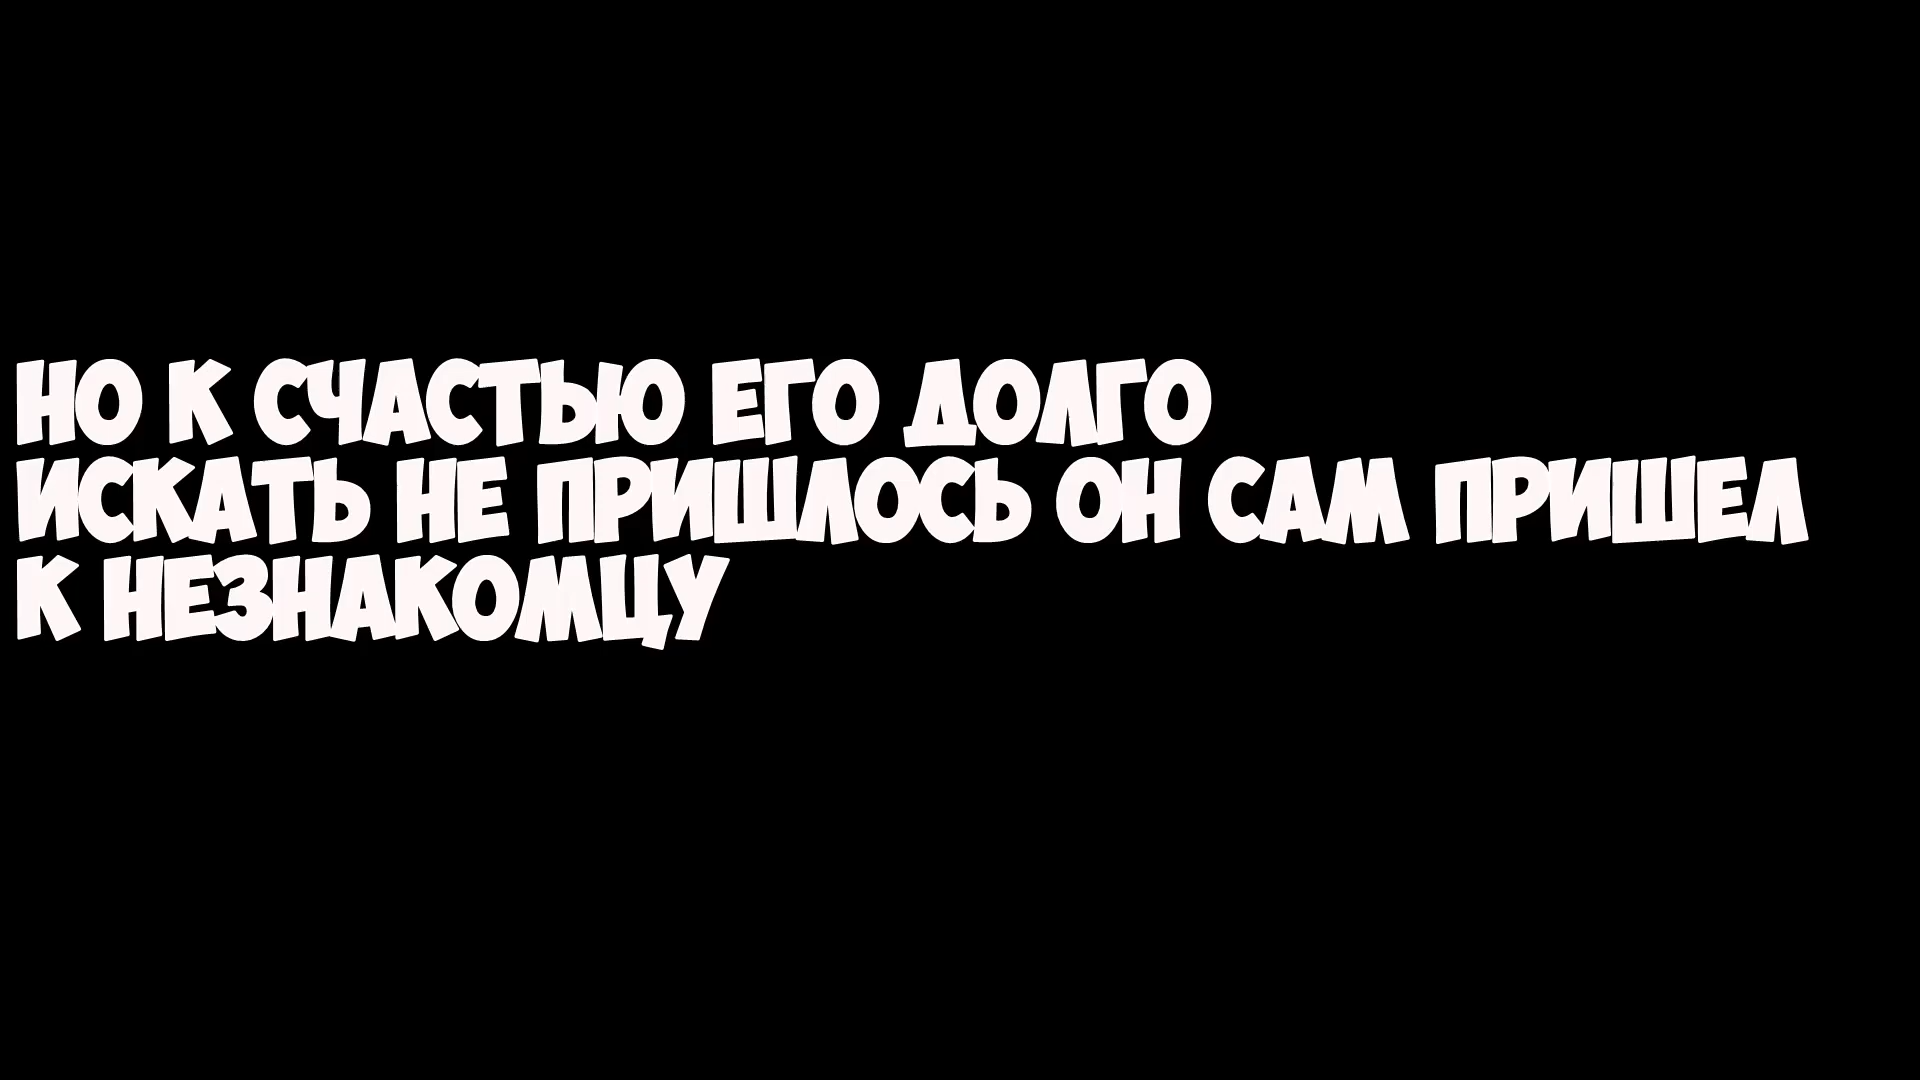 НО К СЧАСТЬЮ ЕГО ДОЛГО
ИСКАТЬ НЕ ПРИШЛОСЬ ОН САМ ПРИШЕЛ
К НЕЗНАКОМЦУ